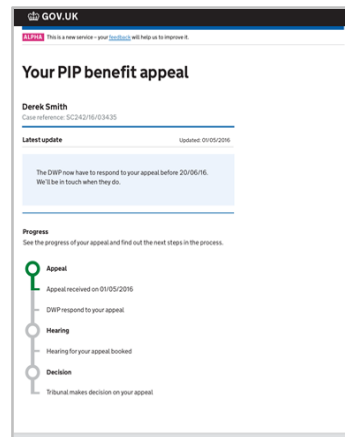 GOV.UK
ALPHA This is a new service – your feedback will help us to improve it.
Your PIP benefit appeal
Derek Smith
Case reference: SC242/16/03435
Latest update Updated: 01/05/2016
The DWP now have to respond to your appeal before 20/06/16.
We'll be in touch when they do.
Progress
See the progress of your appeal and find out the next steps in the process.
Appeal
Appeal received on 01/05/2016
DWP respond to your appeal
Hearing
Hearing for your appeal booked
Decision
Tribunal makes decision on your appeal